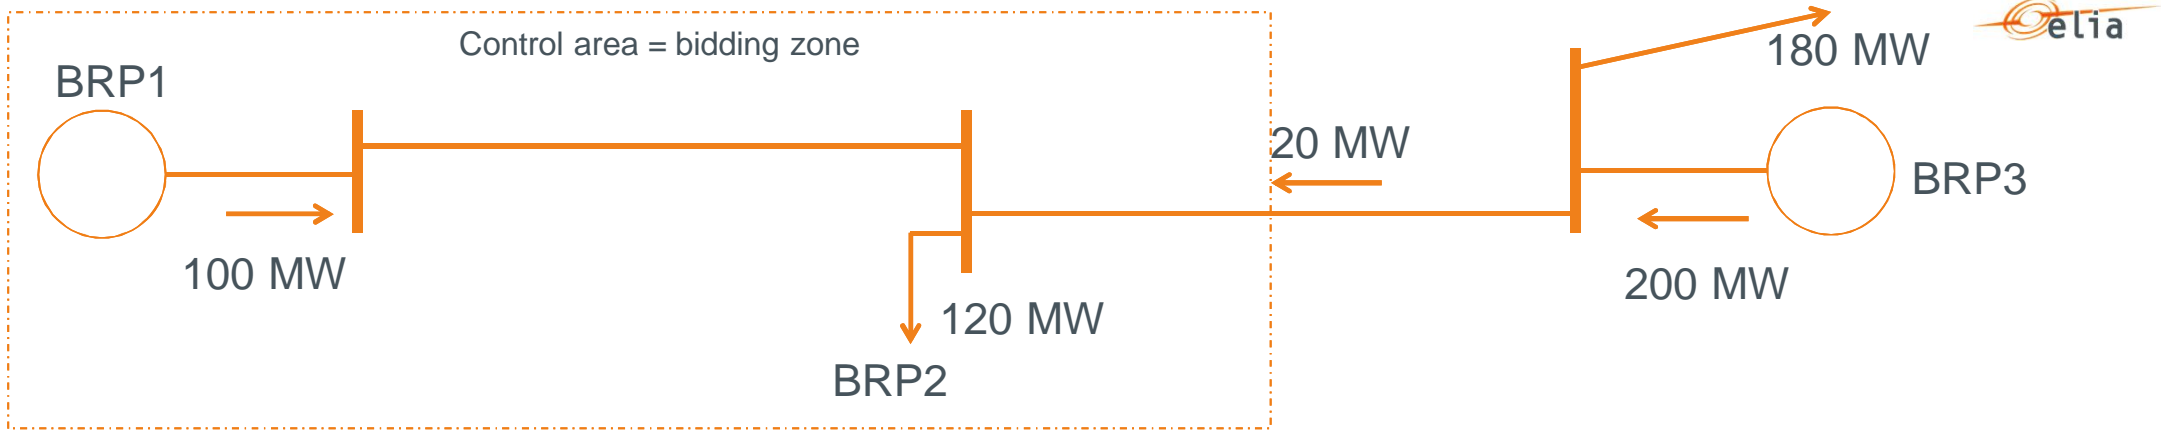 Control area = bidding zone
BRP1
100 MW
120 MW
BRP2
20 MW
180 MW
elia
BRP3
200 MW